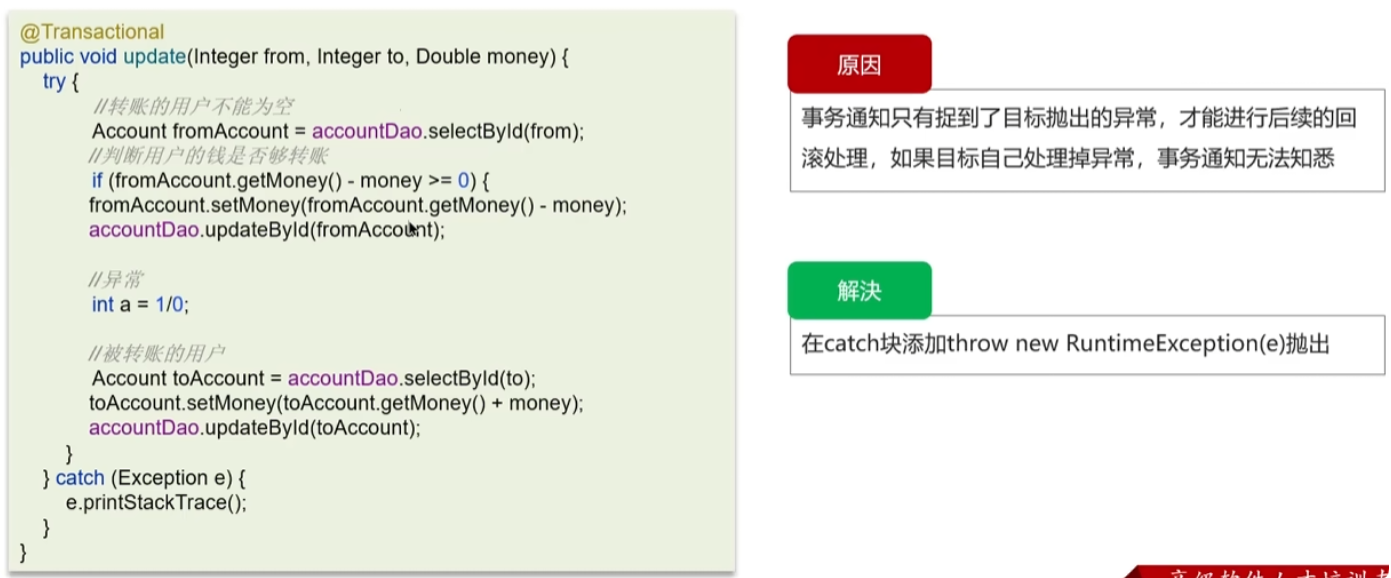 @Transactional
public void update(Integer from, Integer to, Double money) {
try {
//转账的用户不能为空
Account fromAccount = accountDao.selectById(from);
//判断用户的钱是否够转账
if (fromAccount.getMoney() - money >= 0) {
fromAccount.setMoney(fromAccount.getMoney() - money);
accountDao.updateById(fromAccount);
//异常
int a = 1/0;
//被转账的用户
Account toAccount = accountDao.selectById(to);
toAccount.setMoney(toAccount.getMoney() + money);
accountDao.updateById(toAccount);
}
} catch (Exception e) {
e.printStackTrace();
}
}
原因
事务通知只有捉到了目标抛出的异常，才能进行后续的回
滚处理，如果目标自己处理掉异常，事务通知无法知悉
解决
在catch块添加throw new RuntimeException(e)抛出